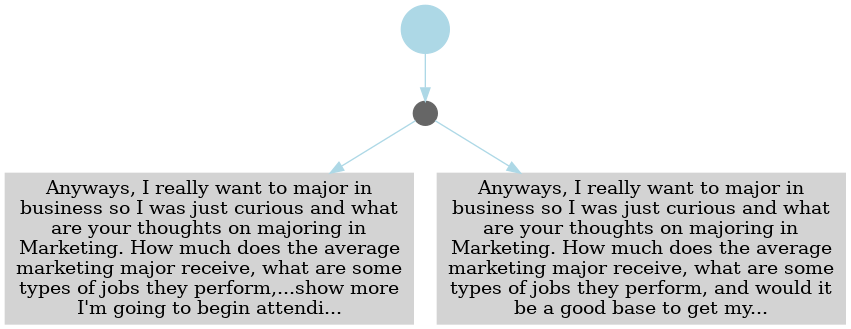 Anyways, I really want to major in
business so I was just curious and what
are your thoughts on majoring in
Marketing. How much does the average
marketing major receive, what are some
types of jobs they perform,...show more
I'm going to begin attendi...
Anyways, I really want to major in
business so I was just curious and what
are your thoughts on majoring in
Marketing. How much does the average
marketing major receive, what are some
types of jobs they perform, and would it
be a good base to get my...